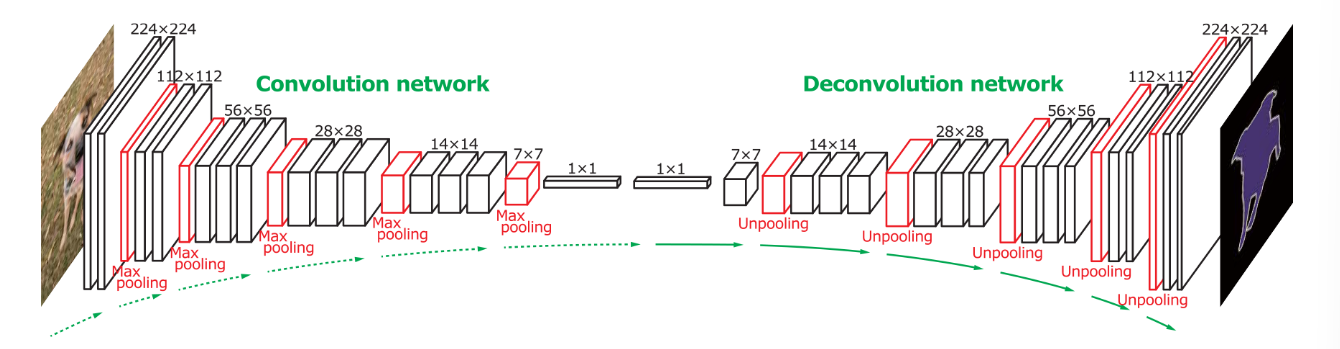 224×224
112×112
Convolution network
56×56
28×28
14×14
7×7
1×1
1×1
7×7
14×14
28×28
Deconvolution network
56×56
112×112
224×224
Max
pooling
Max
pooling
Max
pooling
Max
pooling
Max
pooling
Unpooling
Unpooling
Unpooling
Unpooling
Unpooling